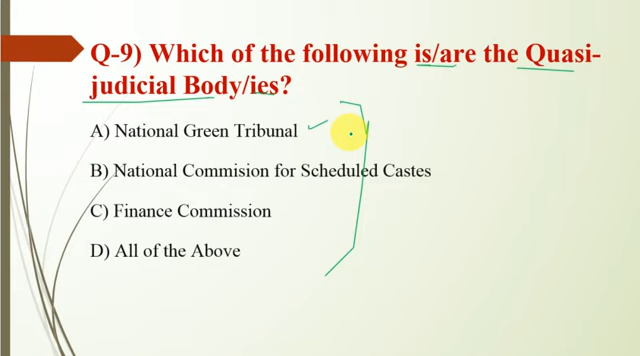 Q-9) Which of the following is/are the Quasi-
judicial Body/ies?
A) National Green Tribunal
B) National Commision for Scheduled Castes
C) Finance Commission
D) All of the Above